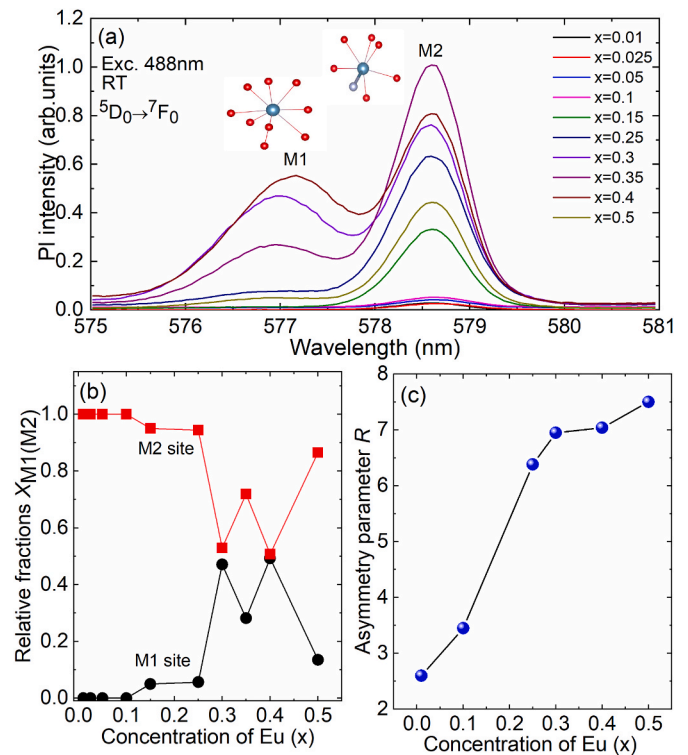 (a)
Exc. 488nm
RT
⁵D₀→⁷F₀
M1
M2
x=0.01
x=0.025
x=0.05
x=0.1
x=0.15
x=0.25
x=0.3
x=0.35
x=0.4
x=0.5
PI intensity (arb.units)
1.2
1.0
0.8
0.6
0.4
0.2
0.0
575 576 577 578 579 580 581
Wavelength (nm)
(b)
Relative fractions XM1(M2)
1.0
0.8
0.6
0.4
0.2
0.0
M2 site
M1 site
0.0 0.1 0.2 0.3 0.4 0.5
Concentration of Eu (x)
(c)
Asymmetry parameter R
8
7
6
5
4
3
2
0.0 0.1 0.2 0.3 0.4 0.5
Concentration of Eu (x)